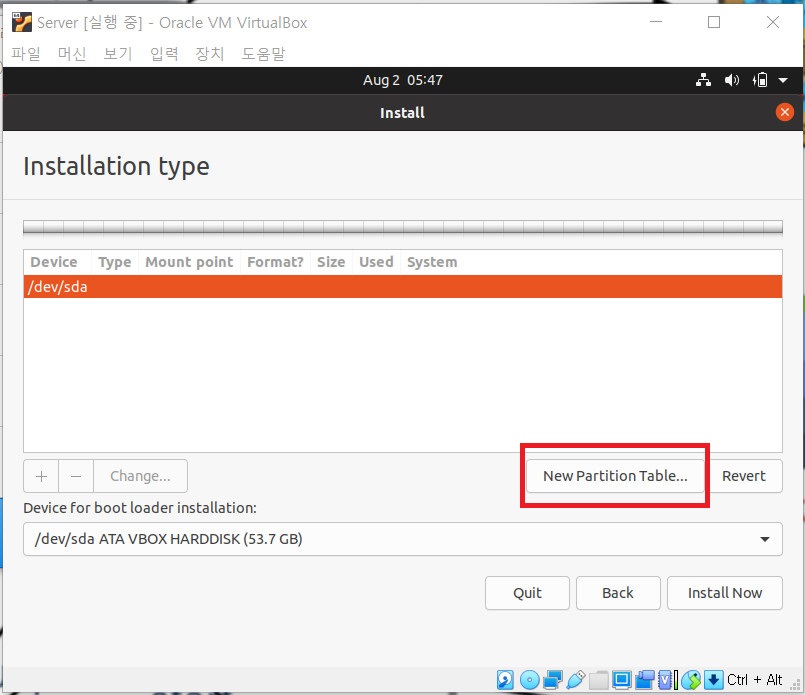 Server [실행 중] - Oracle VM VirtualBox
파일 머신 보기 입력 장치 도움말
Aug 2 05:47
Install
Installation type
Device Type Mount point Format? Size Used System
/dev/sda
+ − Change... New Partition Table... Revert
Device for boot loader installation:
/dev/sda ATA VBOX HARDDISK (53.7 GB)
Quit Back Install Now
Ctrl + Alt